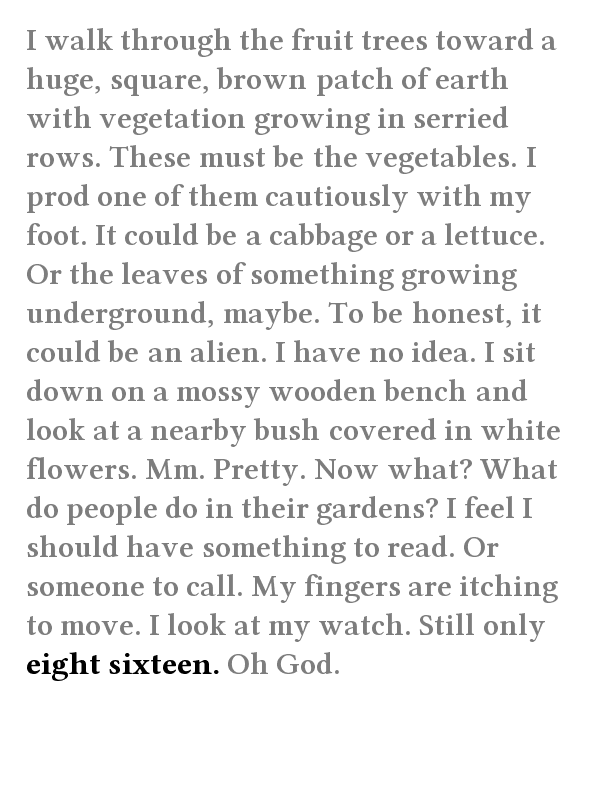 I walk through the fruit trees toward a
huge, square, brown patch of earth
with vegetation growing in serried
rows. These must be the vegetables. I
prod one of them cautiously with my
foot. It could be a cabbage or a lettuce.
Or the leaves of something growing
underground, maybe. To be honest, it
could be an alien. I have no idea. I sit
down on a mossy wooden bench and
look at a nearby bush covered in white
flowers. Mm. Pretty. Now what? What
do people do in their gardens? I feel I
should have something to read. Or
someone to call. My fingers are itching
to move. I look at my watch. Still only
eight sixteen. Oh God.